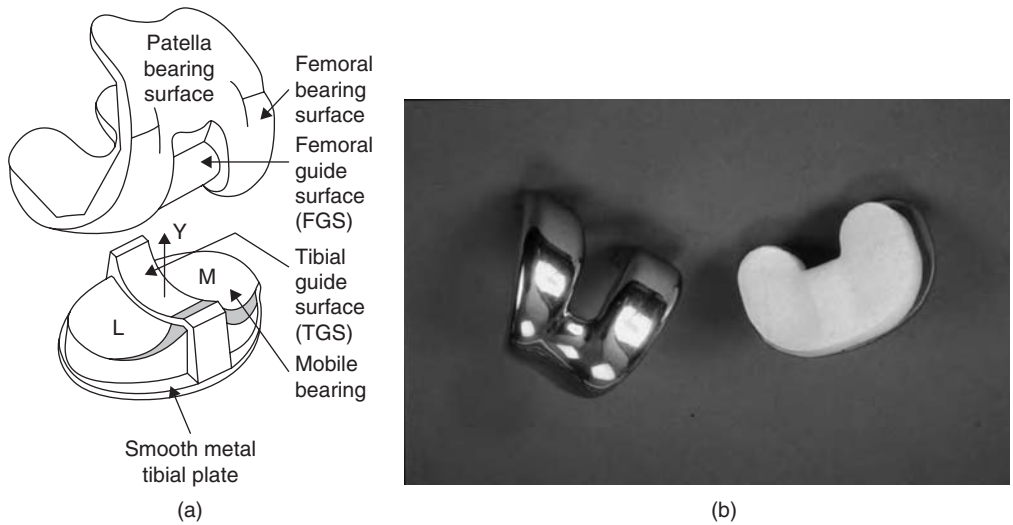 Patella
bearing
surface
Femoral
bearing
surface
Femoral
guide
surface
(FGS)
Y
Tibial
guide
surface
(TGS)
M
L
Mobile
bearing
Smooth metal
tibial plate
(a)
(b)